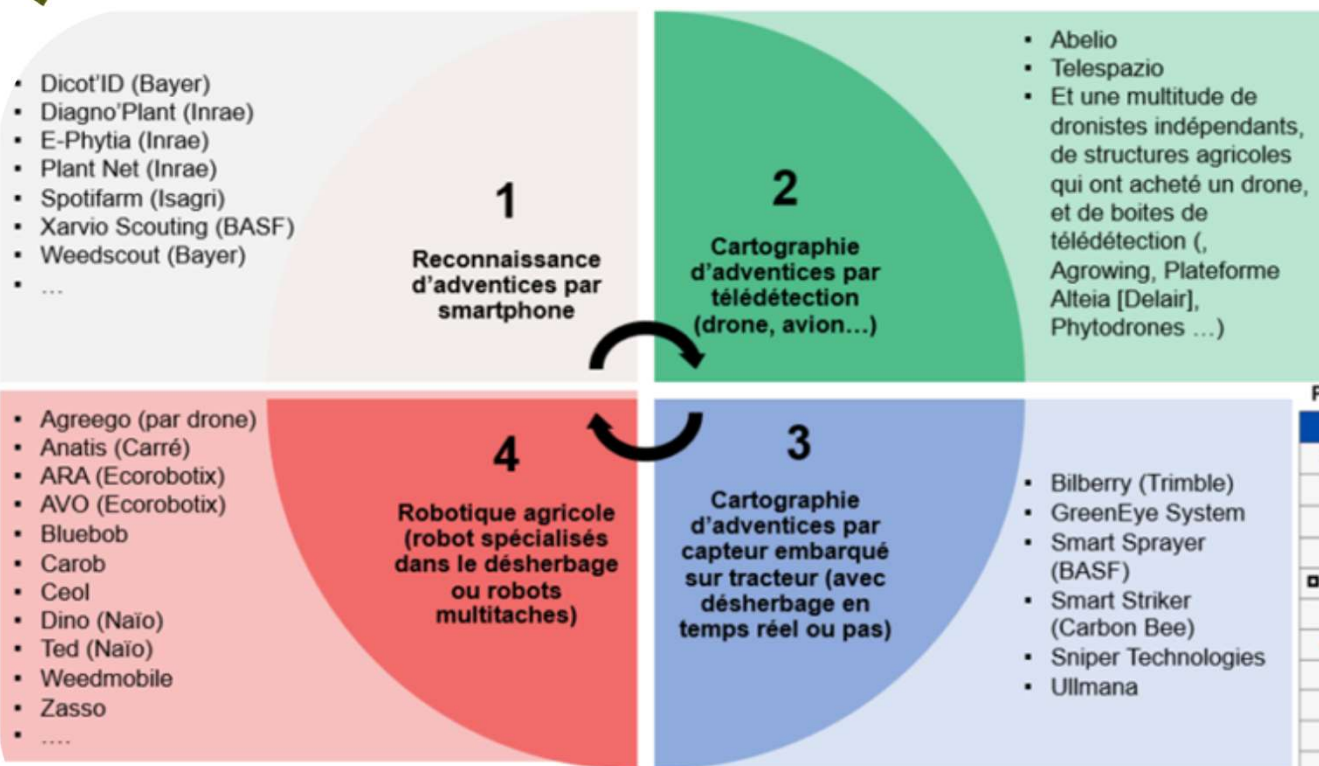 ▪ Dicot'ID (Bayer)
▪ Diagno'Plant (Inrae)
▪ E-Phytia (Inrae)
▪ Plant Net (Inrae)
▪ Spotifarm (Isagri)
▪ Xarvio Scouting (BASF)
▪ Weedscout (Bayer)
▪ …
1
Reconnaissance
d'adventices par
smartphone
2
Cartographie
d'adventices par
télédétection
(drone, avion…)
▪ Abelio
▪ Telespazio
▪ Et une multitude de
dronistes indépendants,
de structures agricoles
qui ont acheté un drone,
et de boites de
télédétection (,
Agrowing, Plateforme
Alteia [Delair],
Phytodrones …)
▪ Agreego (par drone)
▪ Anatis (Carré)
▪ ARA (Ecorobotix)
▪ AVO (Ecorobotix)
▪ Bluebob
▪ Carob
▪ Ceol
▪ Dino (Naïo)
▪ Ted (Naïo)
▪ Weedmobile
▪ Zasso
▪ ....
4
Robotique agricole
(robot spécialisés
dans le désherbage
ou robots
multitaches)
3
Cartographie
d'adventices par
capteur embarqué
sur tracteur (avec
désherbage en
temps réel ou pas)
▪ Bilberry (Trimble)
▪ GreenEye System
▪ Smart Sprayer
(BASF)
▪ Smart Striker
(Carbon Bee)
▪ Sniper Technologies
▪ Ullmana